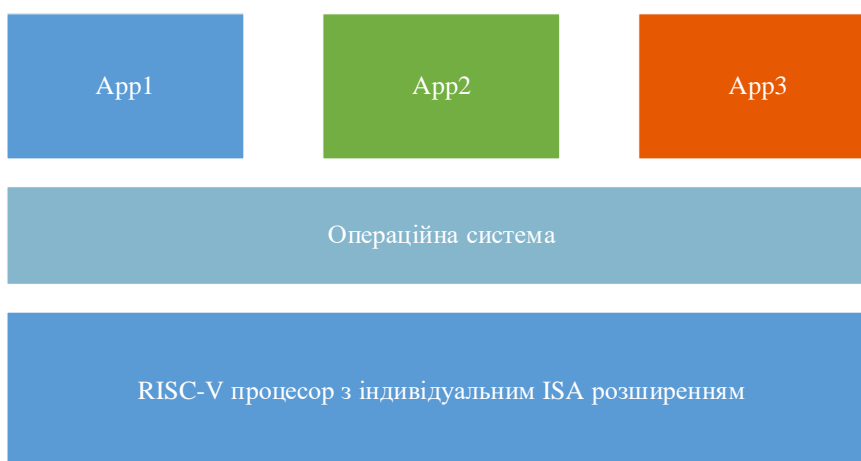 App1
App2
App3
Операційна система
RISC-V процесор з індивідуальним ISA розширенням